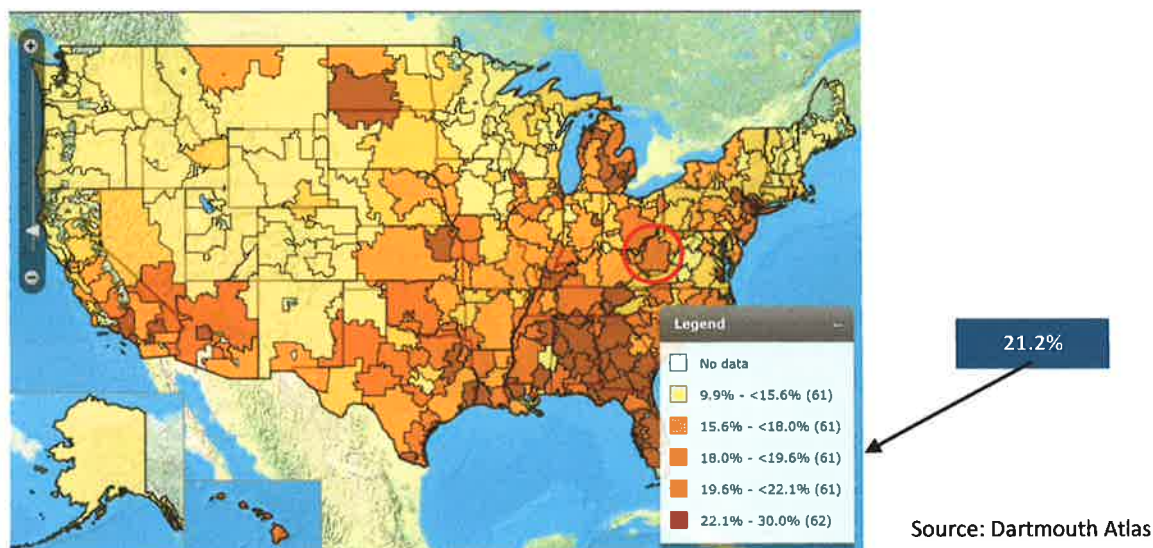 Legend
No data
9.9% - <15.6% (61)
15.6% - <18.0% (61)
18.0% - <19.6% (61)
19.6% - <22.1% (61)
22.1% - 30.0% (62)
21.2%
Source: Dartmouth Atlas